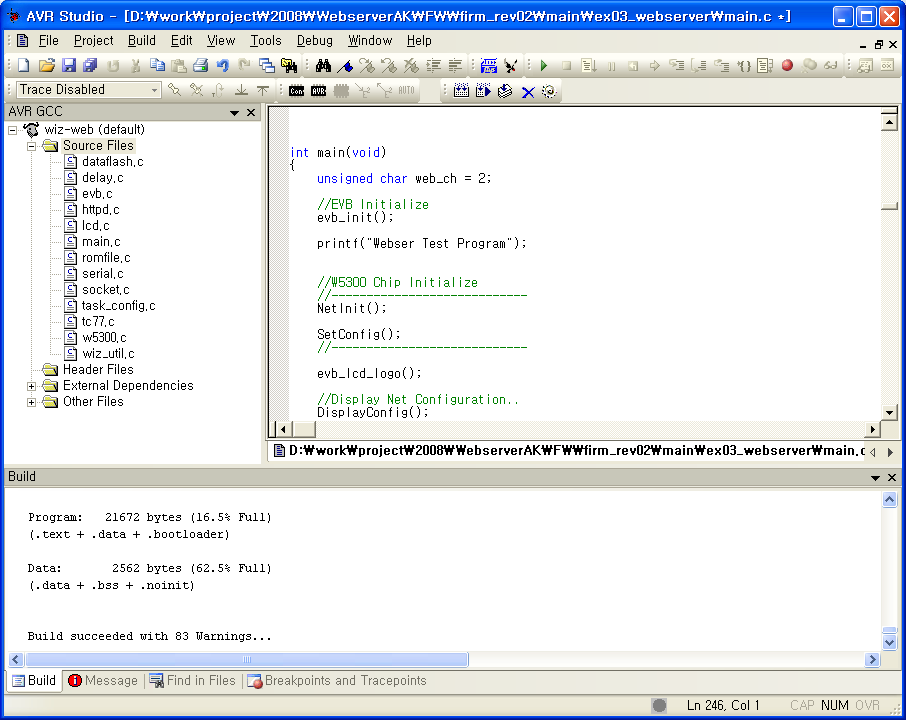 AVR Studio - [D:₩work₩project₩2008₩WebserverAK₩FW₩firm_rev02₩main₩ex03_webserver₩main.c *]
File Project Build Edit View Tools Debug Window Help
Trace Disabled
Con AVR AUTO
AVR GCC
wiz-web (default)
Source Files
dataflash.c
delay.c
evb.c
httpd.c
lcd.c
main.c
romfile.c
serial.c
socket.c
task_config.c
tc77.c
w5300.c
wiz_util.c
Header Files
External Dependencies
Other Files
int main(void)
{
unsigned char web_ch = 2;
//EVB Initialize
evb_init();
printf("Webser Test Program");
//W5300 Chip Initialize
//----------------------------
NetInit();
SetConfig();
//----------------------------
evb_lcd_logo();
//Display Net Configuration..
DisplayConfig();
D:₩work₩project₩2008₩WebserverAK₩FW₩firm_rev02₩main₩ex03_webserver₩main.c
Build
Program: 21672 bytes (16.5% Full)
(.text + .data + .bootloader)
Data: 2562 bytes (62.5% Full)
(.data + .bss + .noinit)
Build succeeded with 83 Warnings...
Build Message Find in Files Breakpoints and Tracepoints
Ln 246, Col 1 CAP NUM OVR